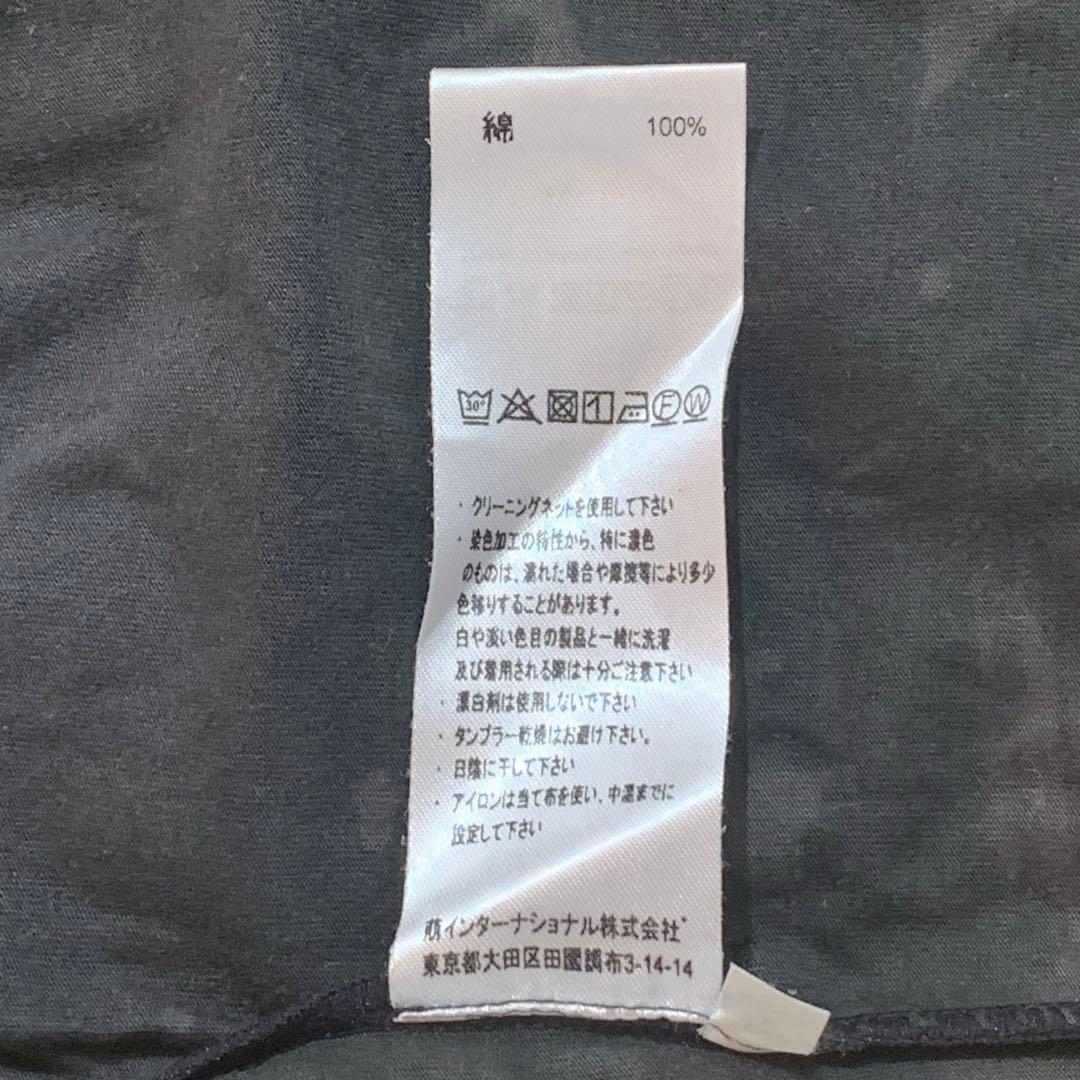 綿 100%
30°
F W
・クリーニングネットを使用して下さい
・染色加工の特性から、特に濃色
のものは、濡れた場合や摩擦等により多少
色移りすることがあります。
白や淡い色目の製品と一緒に洗濯
及び着用される際は十分ご注意下さい
・漂白剤は使用しないで下さい
・タンブラー乾燥はお避け下さい。
・日陰に干して下さい
・アイロンは当て布を使い、中温までに
設定して下さい
萌インターナショナル株式会社
東京都大田区田園調布3-14-14